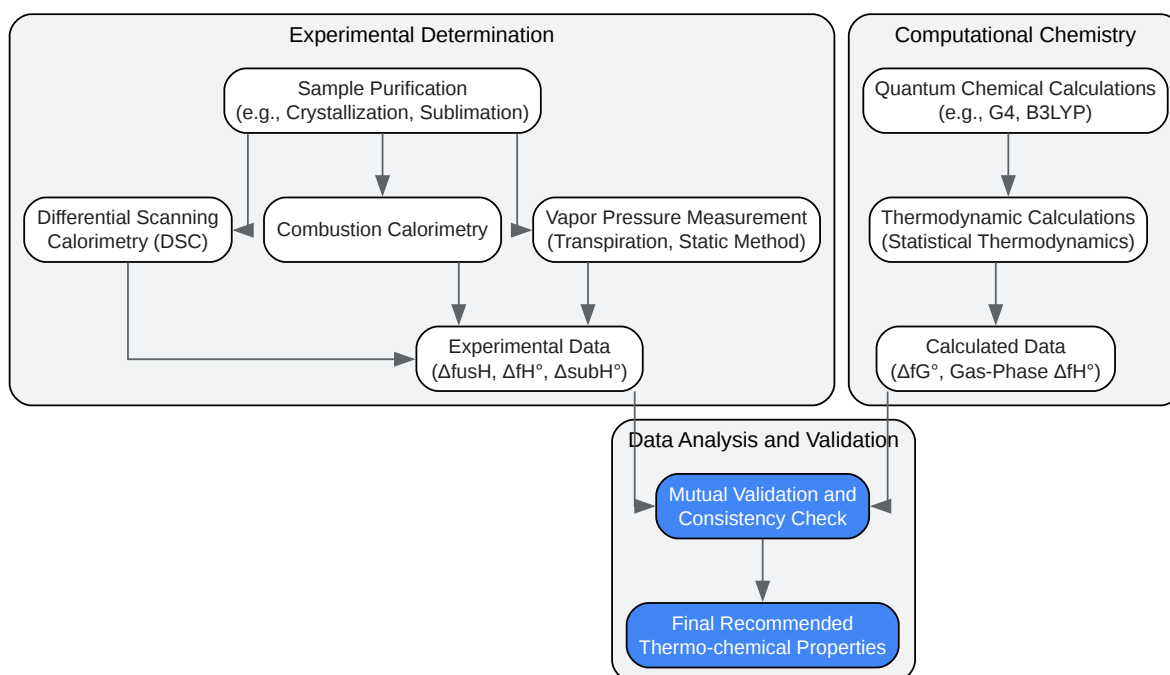 Experimental Determination
Sample Purification
(e.g., Crystallization, Sublimation)
Differential Scanning
Calorimetry (DSC)
Combustion Calorimetry
Vapor Pressure Measurement
(Transpiration, Static Method)
Experimental Data
(ΔfusH, ΔfH°, ΔsubH°)
Computational Chemistry
Quantum Chemical Calculations
(e.g., G4, B3LYP)
Thermodynamic Calculations
(Statistical Thermodynamics)
Calculated Data
(ΔfG°, Gas-Phase ΔfH°)
Data Analysis and Validation
Mutual Validation and
Consistency Check
Final Recommended
Thermo-chemical Properties